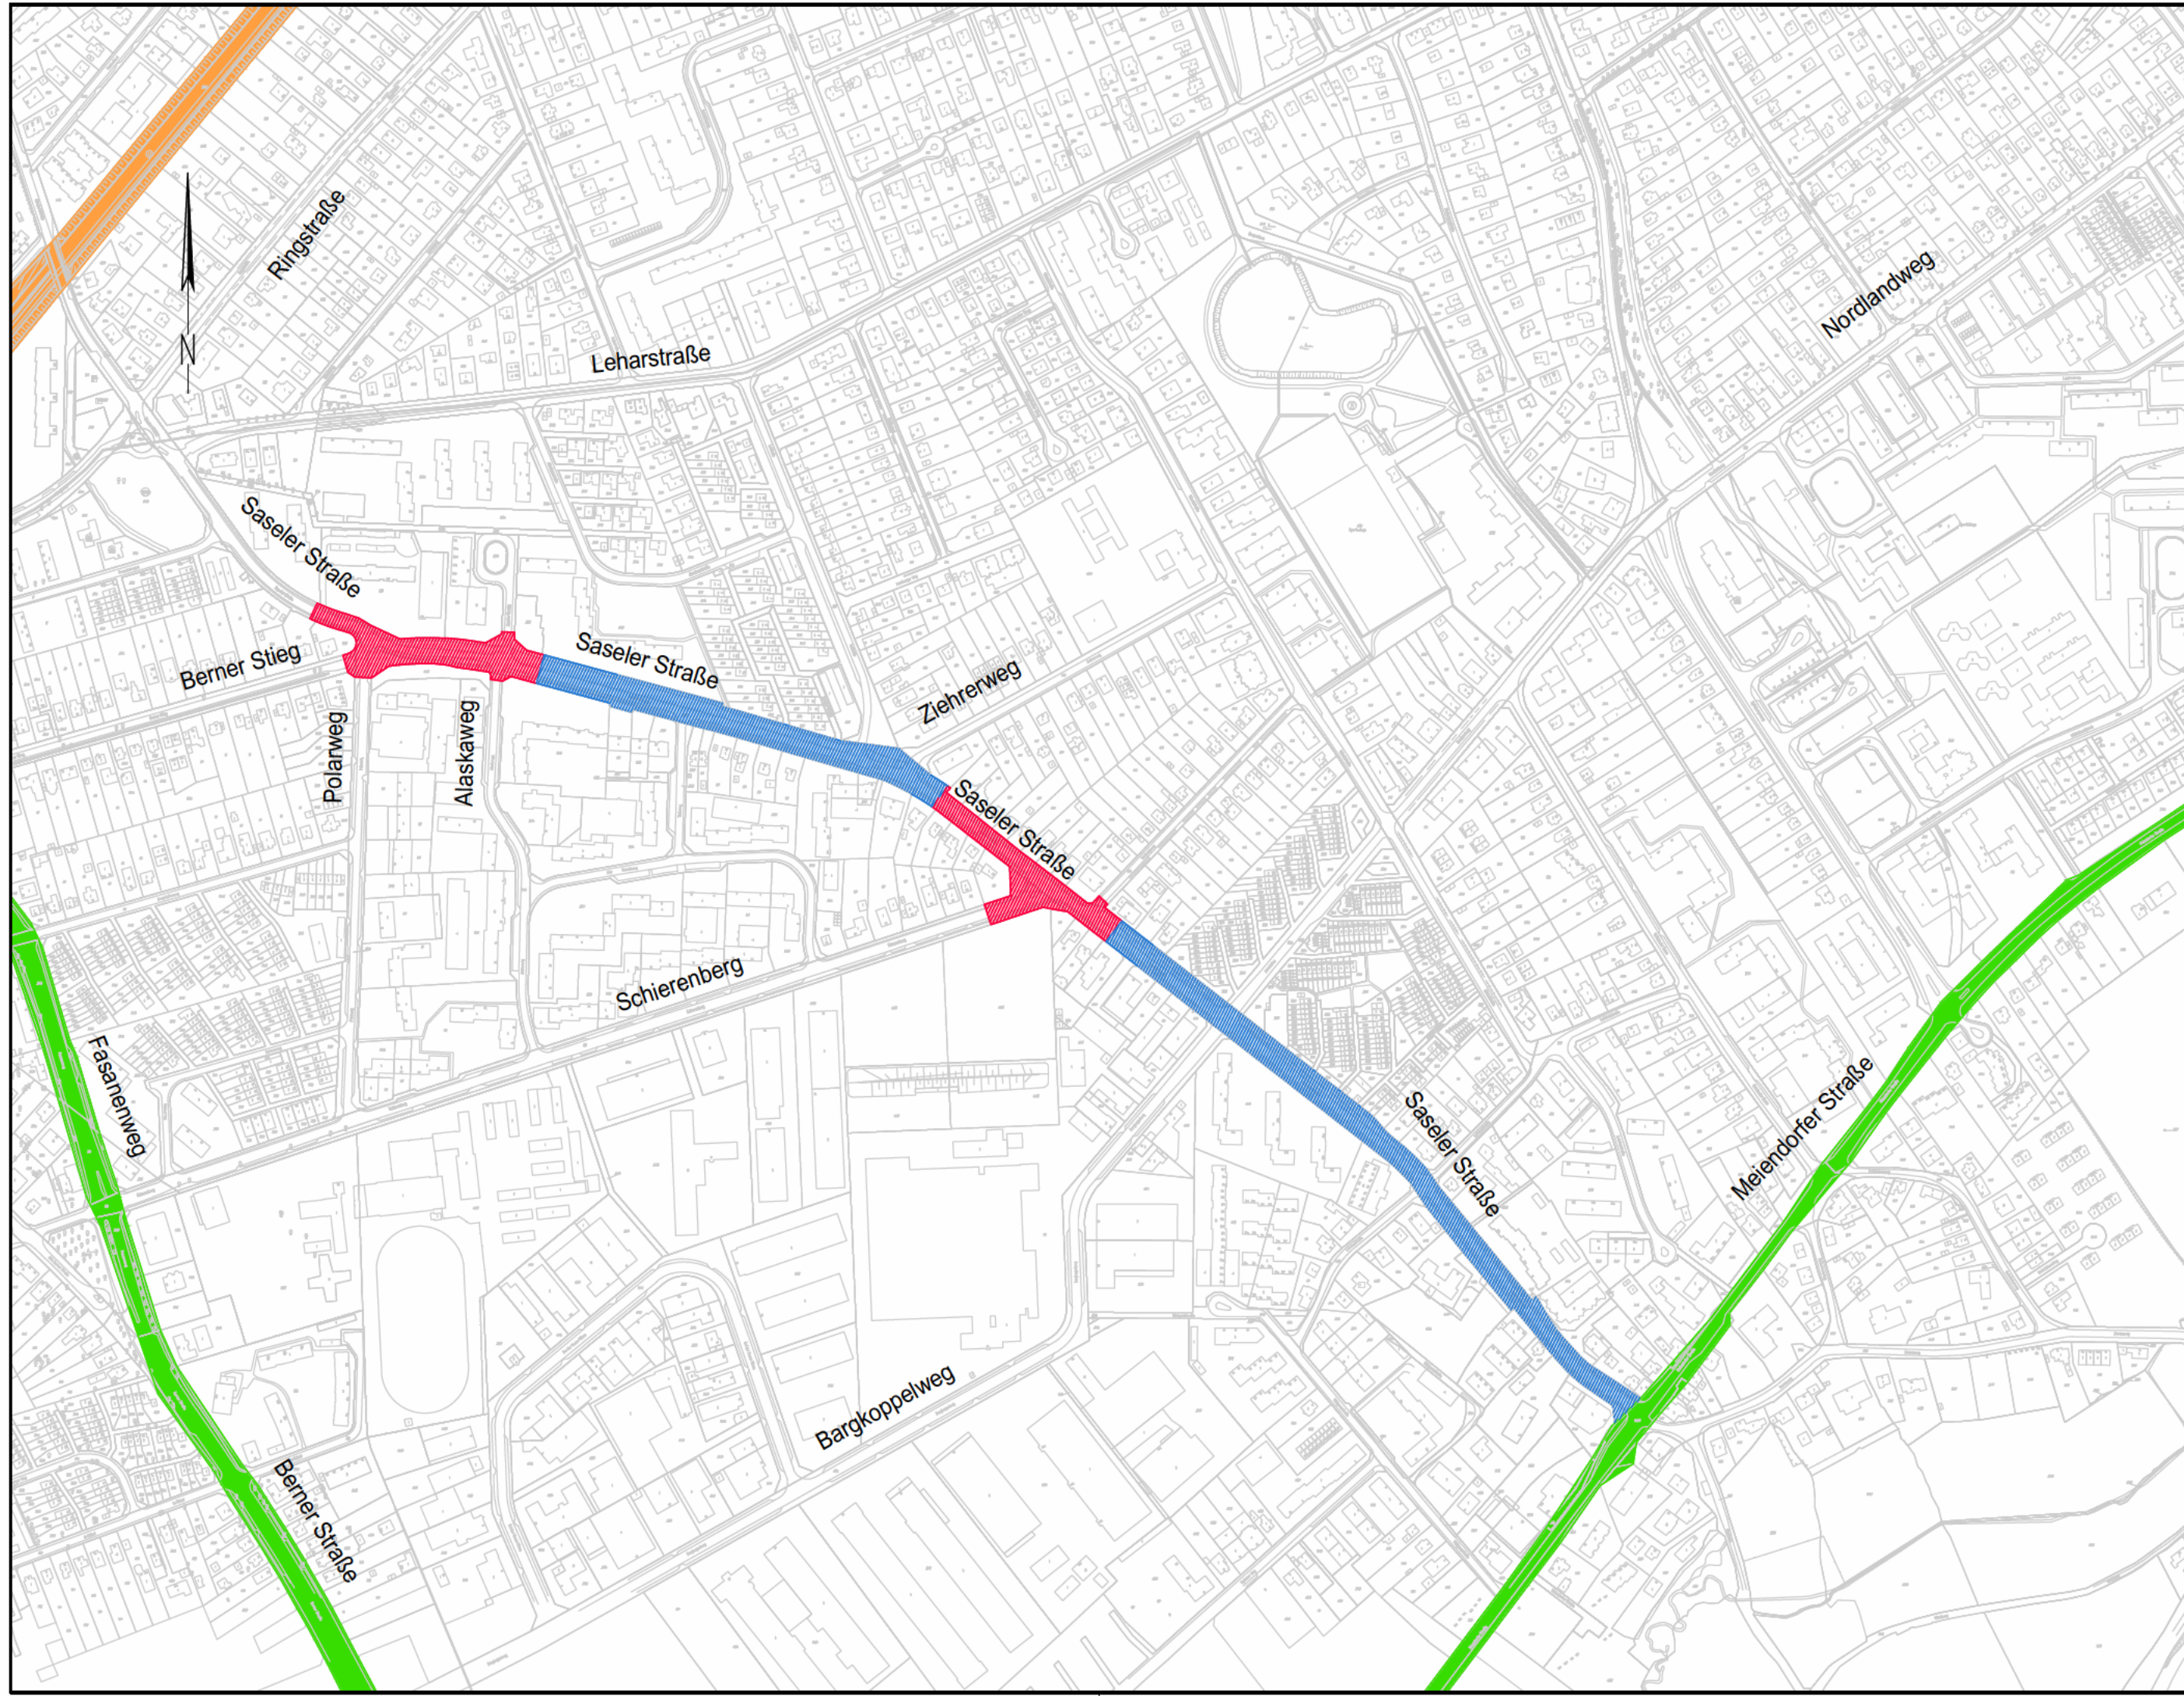 Ringstraße
N
Leharstraße
Nordlandweg
Saseler Straße
Berner Stieg
Saseler Straße
Ziehrerweg
Polarweg
Alaskaweg
Saseler Straße
Schierenberg
Fasanenweg
Saseler Straße
Meiendorfer Straße
Bargkoppelweg
Berner Straße